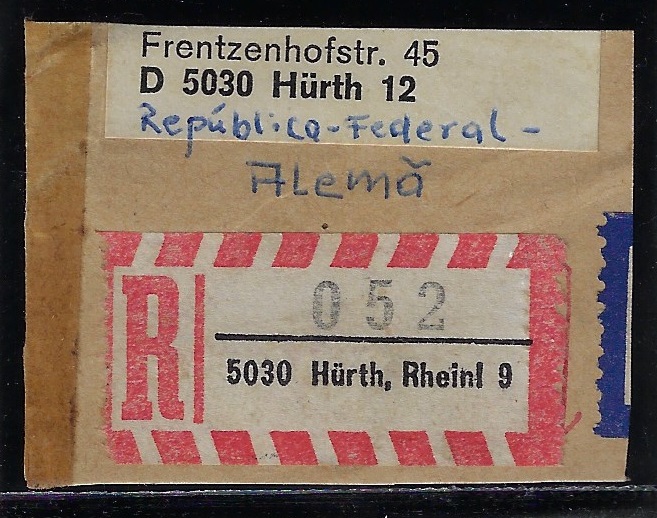 Frentzenhofstr. 45
D 5030 Hürth 12
República-Federal-
Alemã
R
052
5030 Hürth, Rheinl 9